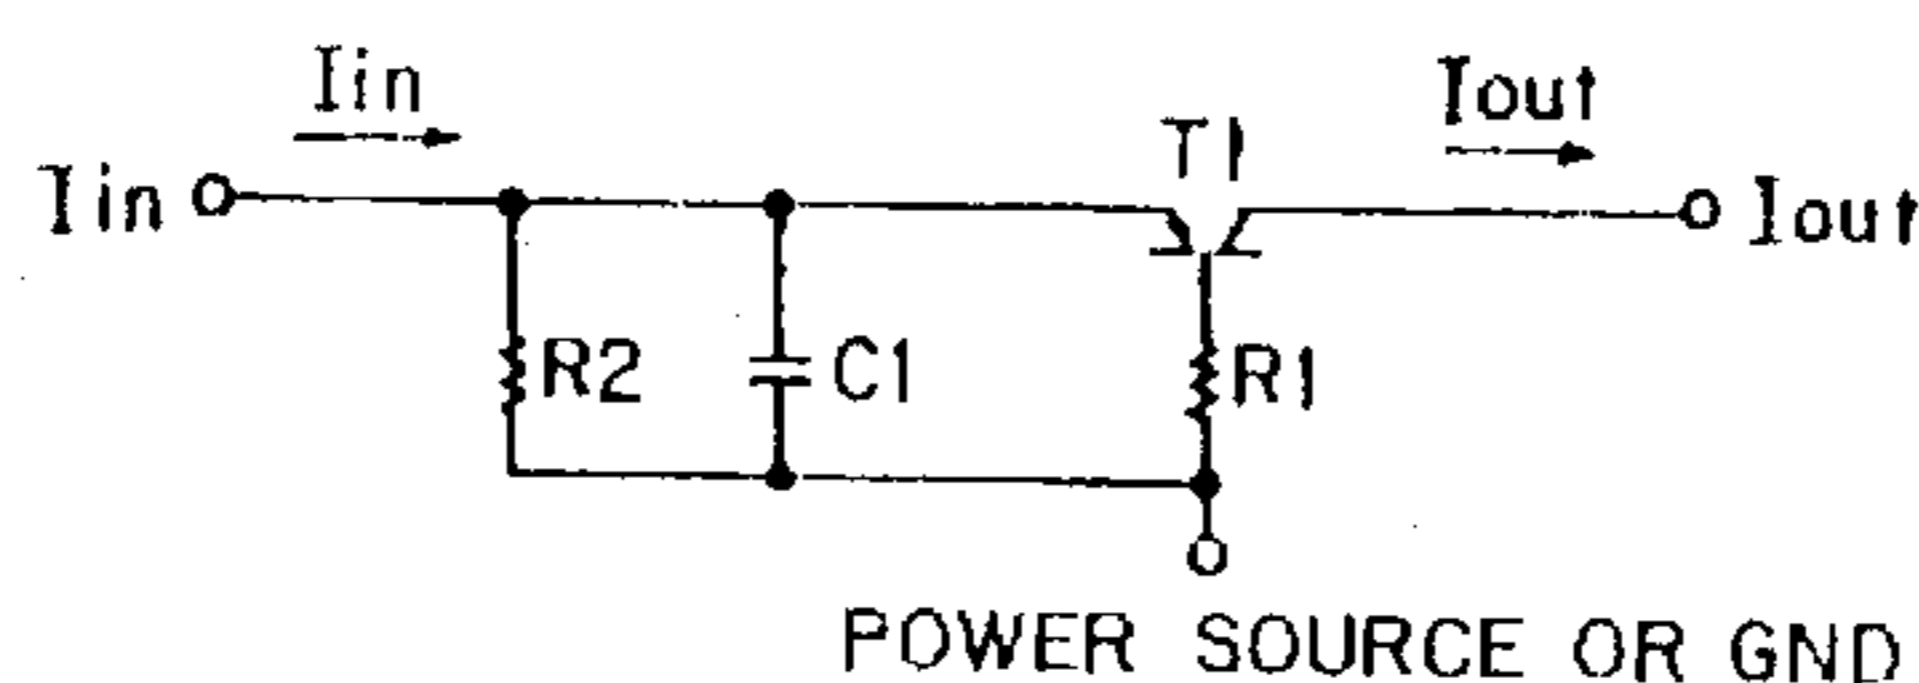 Iin
Iout
T1
Iin
Iout
R2
C1
R1
POWER SOURCE OR GND